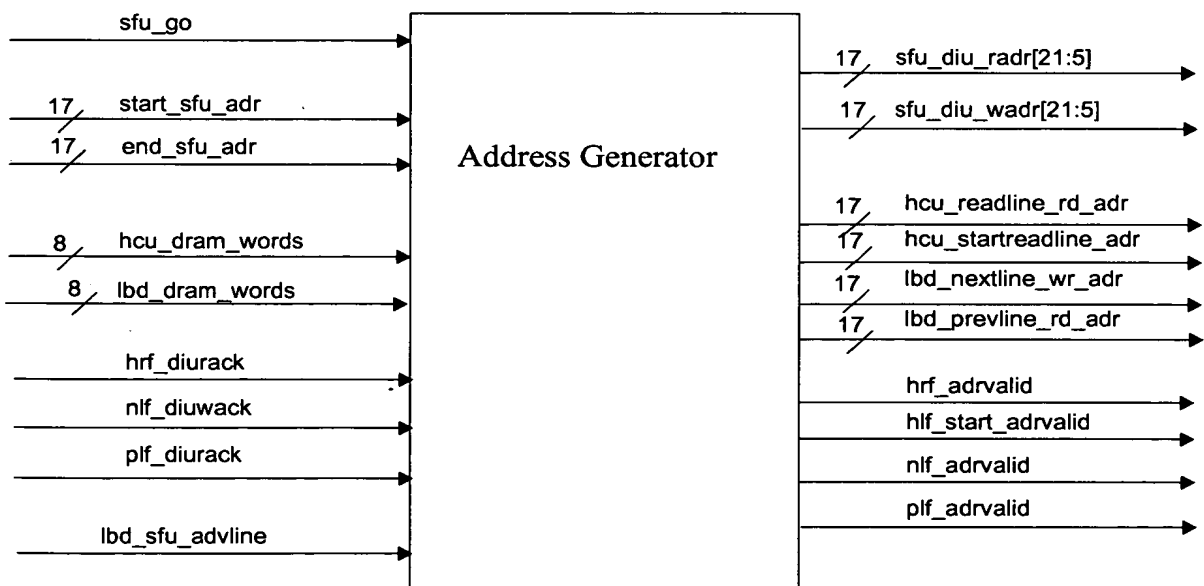 sfu_go
17 start_sfu_adr
17 end_sfu_adr
8 hcu_dram_words
8 lbd_dram_words
hrf_diurack
nlf_diuwack
plf_diurack
lbd_sfu_advline
Address Generator
17 sfu_diu_radr[21:5]
17 sfu_diu_wadr[21:5]
17 hcu_readline_rd_adr
17 hcu_startreadline_adr
17 lbd_nextline_wr_adr
17 lbd_prevline_rd_adr
hrf_adrvalid
hlf_start_adrvalid
nlf_adrvalid
plf_adrvalid